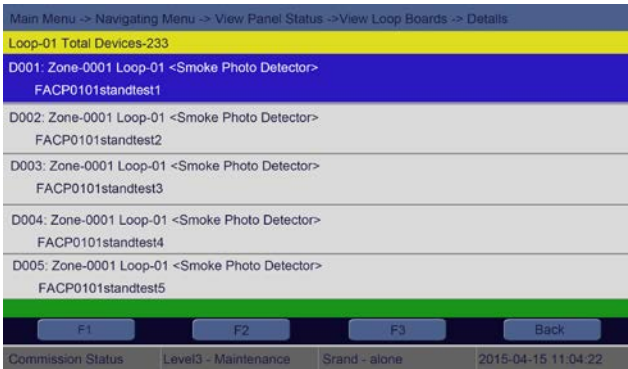 Main Menu -> Navigating Menu -> View Panel Status ->View Loop Boards -> Details
Loop-01 Total Devices-233
D001: Zone-0001 Loop-01 <Smoke Photo Detector>
FACP0101standtest1
D002: Zone-0001 Loop-01 <Smoke Photo Detector>
FACP0101standtest2
D003: Zone-0001 Loop-01 <Smoke Photo Detector>
FACP0101standtest3
D004: Zone-0001 Loop-01 <Smoke Photo Detector>
FACP0101standtest4
D005: Zone-0001 Loop-01 <Smoke Photo Detector>
FACP0101standtest5
F1 F2 F3 Back
Commission Status Level3 - Maintenance Srand - alone 2015-04-15 11:04:22